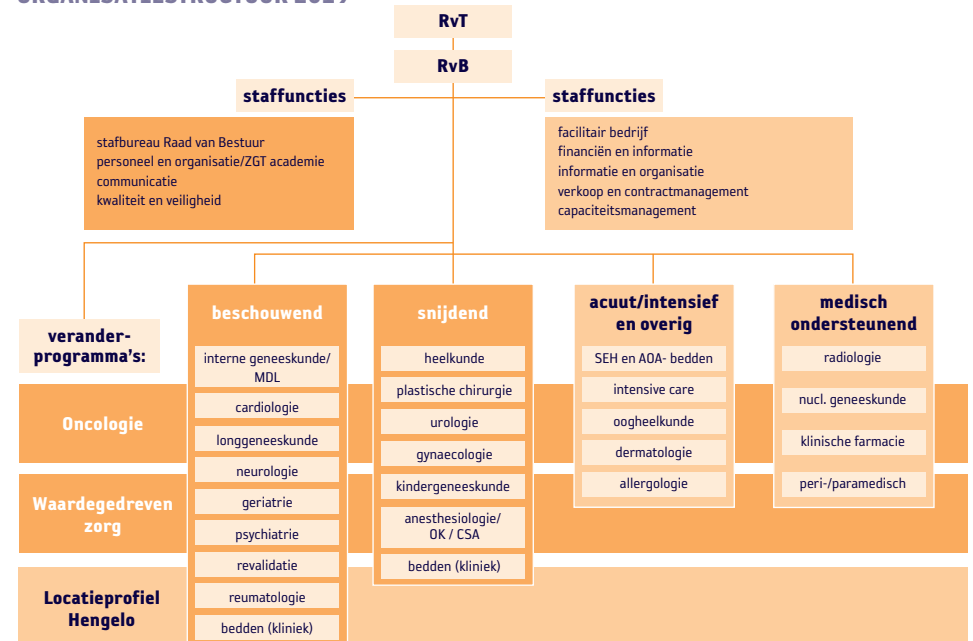 ORGANISATIESTRUCTUUR 2019
RvT
RvB
staffuncties
staffuncties
stafbureau Raad van Bestuur
personeel en organisatie/ZGT academie
communicatie
kwaliteit en veiligheid
facilitair bedrijf
financiën en informatie
informatie en organisatie
verkoop en contractmanagement
capaciteitsmanagement
verander-
programma's:
Oncologie
Waardegedreven
zorg
Locatieprofiel
Hengelo
beschouwend
interne geneeskunde/
MDL
cardiologie
longgeneeskunde
neurologie
geriatrie
psychiatrie
revalidatie
reumatologie
bedden (kliniek)
snijdend
heelkunde
plastische chirurgie
urologie
gynaecologie
kindergeneeskunde
anesthesiologie/
OK / CSA
bedden (kliniek)
acuut/intensief
en overig
SEH en AOA- bedden
intensive care
oogheelkunde
dermatologie
allergologie
medisch
ondersteunend
radiologie
nucl. geneeskunde
klinische farmacie
peri-/paramedisch